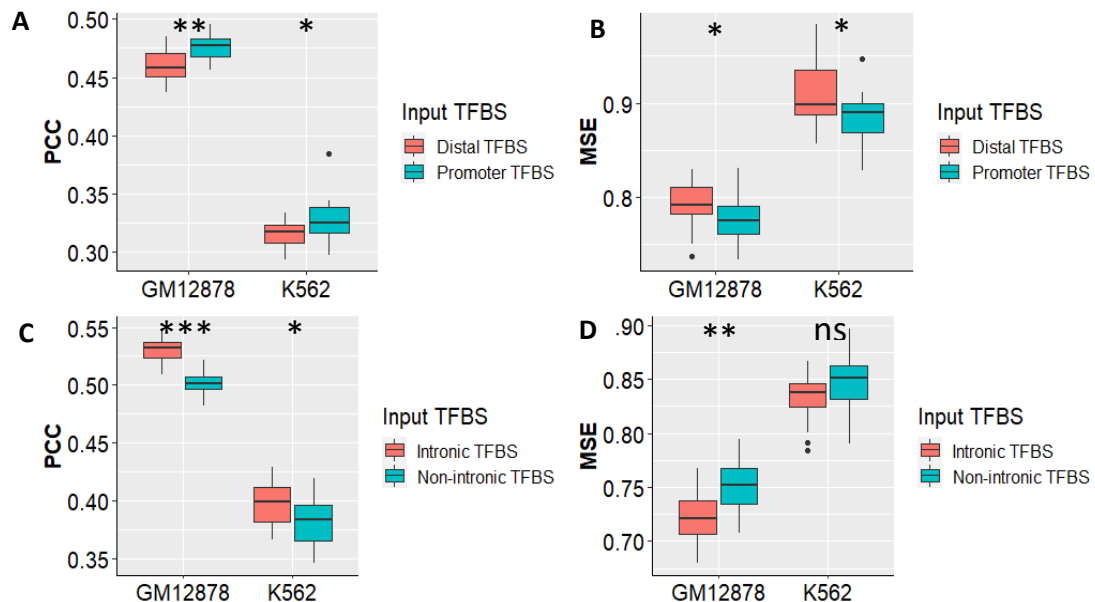 A
0.50
0.45
0.40
0.35
0.30
PCC
** *
GM12878 K562
Input TFBS
Distal TFBS
Promoter TFBS
B
0.9
0.8
MSE
* *
GM12878 K562
Input TFBS
Distal TFBS
Promoter TFBS
C
0.55
0.50
0.45
0.40
0.35
PCC
*** *
GM12878 K562
Input TFBS
Intronic TFBS
Non-intronic TFBS
D
.90
0.85
0.80
0.75
0.70
MSE
** ns
GM12878 K562
Input TFBS
Intronic TFBS
Non-intronic TFBS